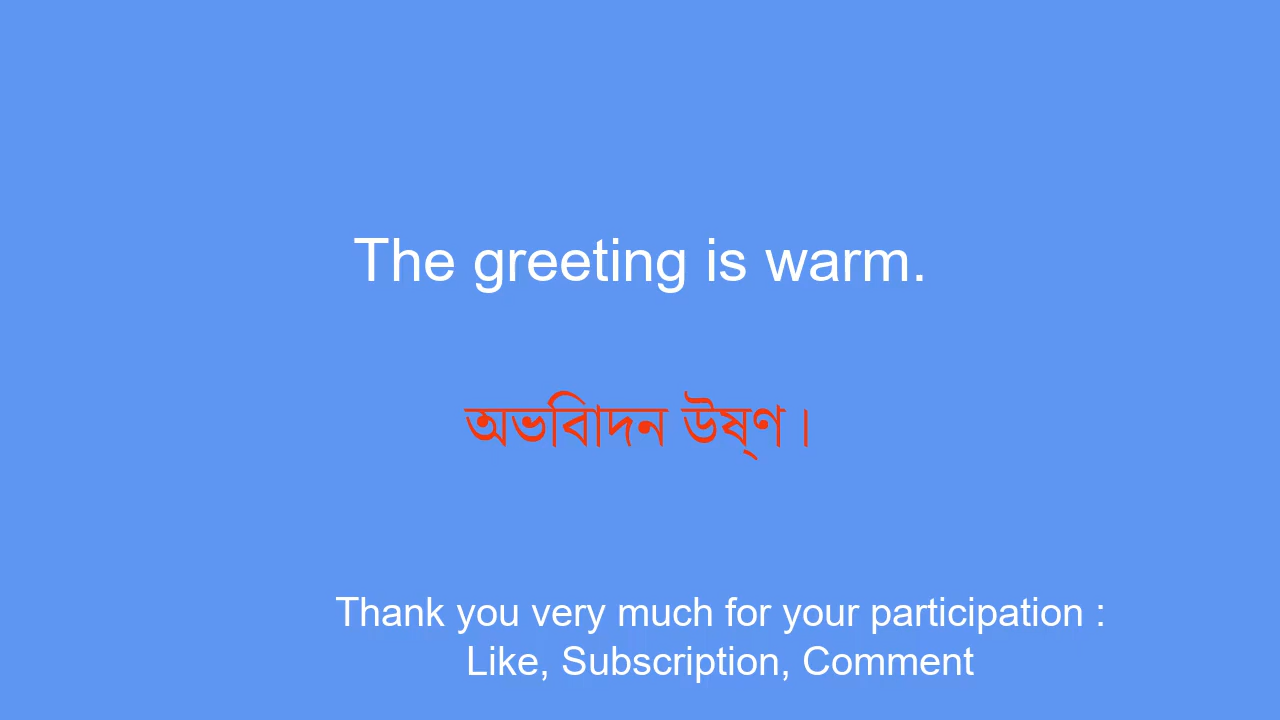 The greeting is warm.
অভিবাদন উষ্ণ।
Thank you very much for your participation :
Like, Subscription, Comment